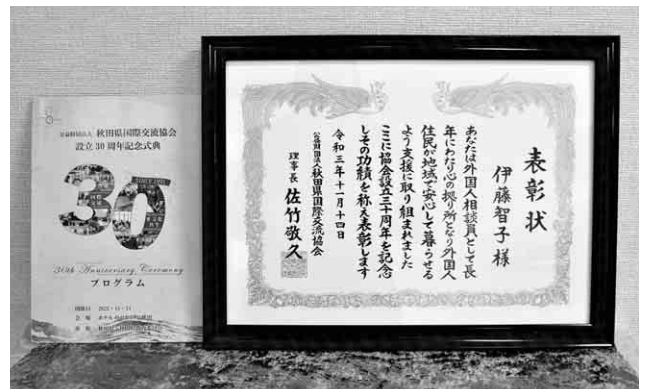 公益財団法人 秋田県国際交流協会
設立30周年記念式典
30
30th Anniversary Ceremony
プログラム
表彰状
伊藤智子様
あなたは外国人相談員として長
年にわたり心の拠り所となり外国人
住民が地域で安心して暮らせる
よう支援に取り組まれました
ここに協会設立三十周年を記念
しその功績を称え表彰します
令和三年十一月十四日
公益財団法人秋田県国際交流協会
理事長 佐竹敬久